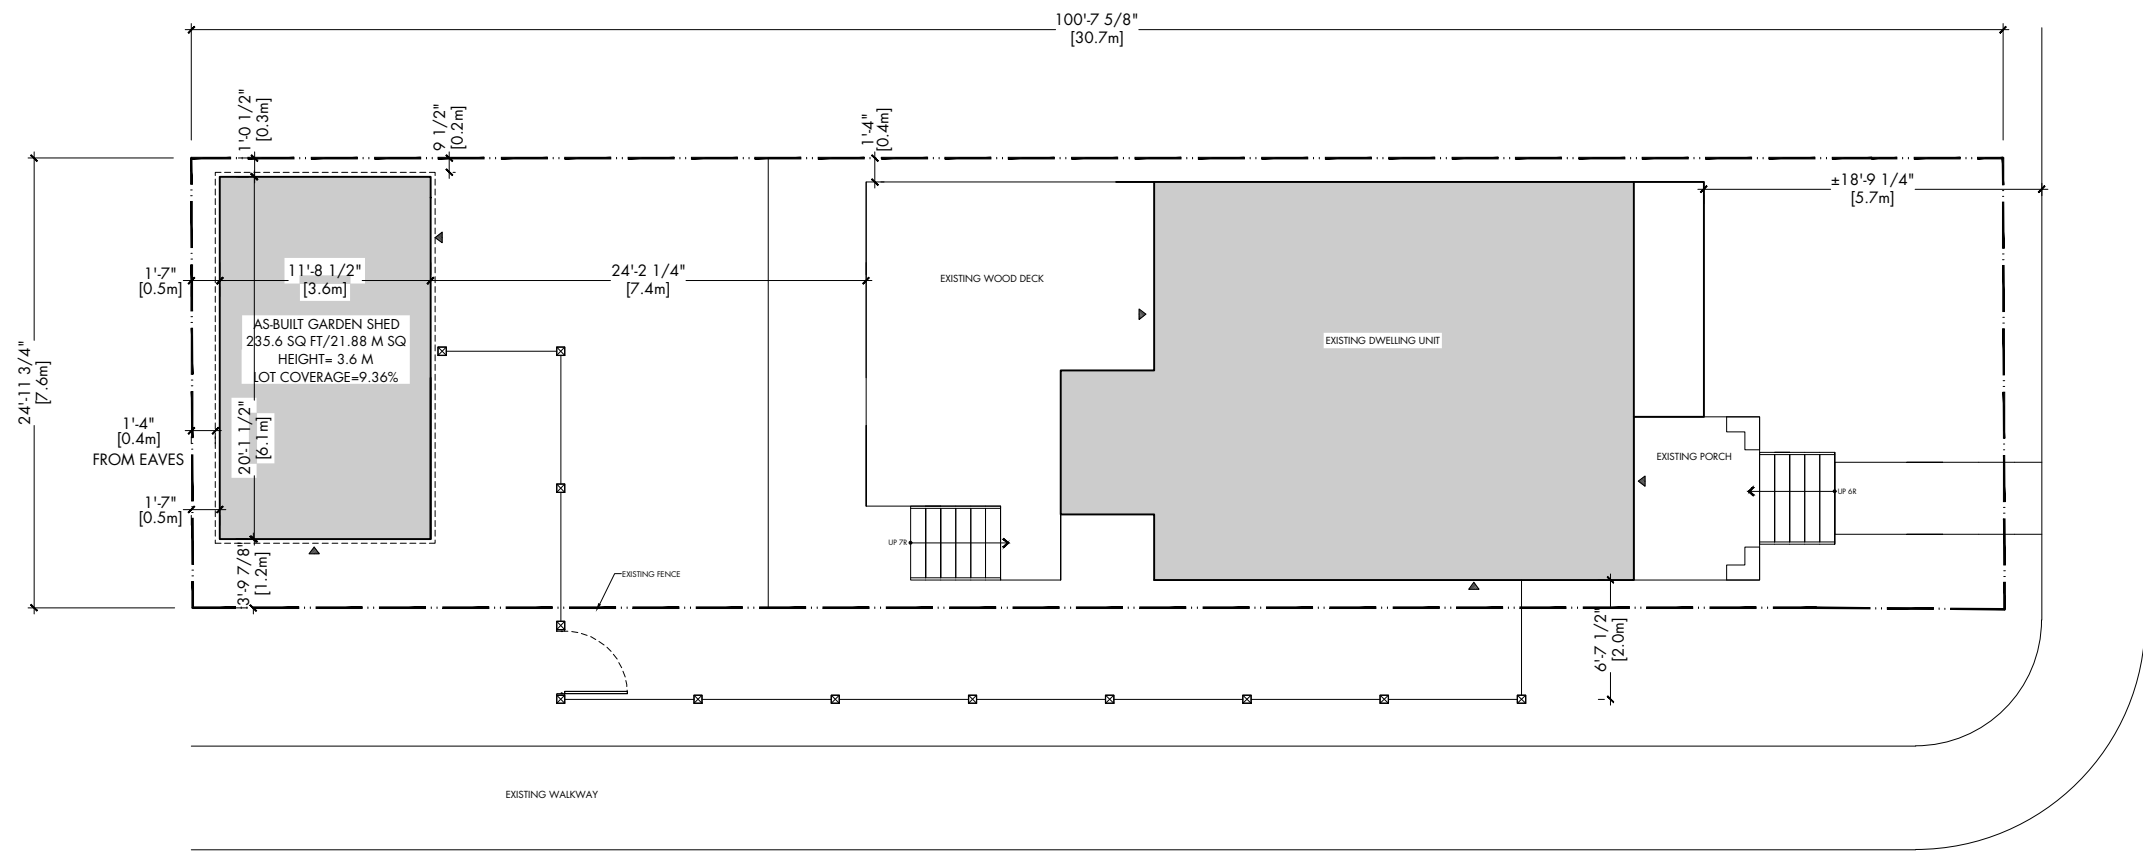 100'-7 5/8"
[30.7m]
1'-0 1/2"
[0.3m]
9 1/2"
[0.2m]
1'-4"
[0.4m]
±18'-9 1/4"
[5.7m]
1'-7"
[0.5m]
11'-8 1/2"
[3.6m]
24'-2 1/4"
[7.4m]
EXISTING WOOD DECK
AS-BUILT GARDEN SHED
235.6 SQ FT/21.88 M SQ
HEIGHT= 3.6 M
LOT COVERAGE=9.36%
EXISTING DWELLING UNIT
24'-11 3/4"
[7.6m]
1'-4"
[0.4m]
FROM EAVES
20'-1 1/2"
[6.1m]
EXISTING PORCH
UP 6R
1'-7"
[0.5m]
UP 7R
3'-9 7/8"
[1.2m]
EXISTING FENCE
6'-7 1/2"
[2.0m]
EXISTING WALKWAY